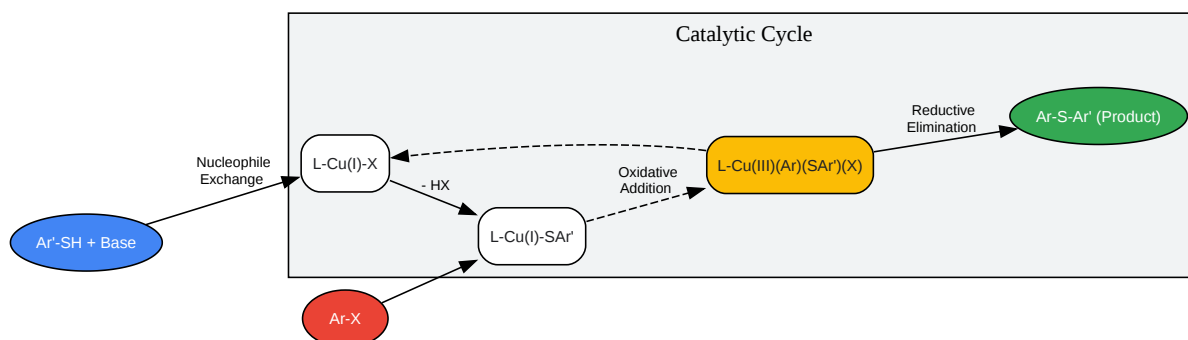 Catalytic Cycle
Reductive
Elimination
Ar-S-Ar' (Product)
Nucleophile
Exchange
L-Cu(I)-X
- HX
Oxidative
Addition
L-Cu(III)(Ar)(SAr')(X)
Ar'-SH + Base
L-Cu(I)-SAr'
Ar-X